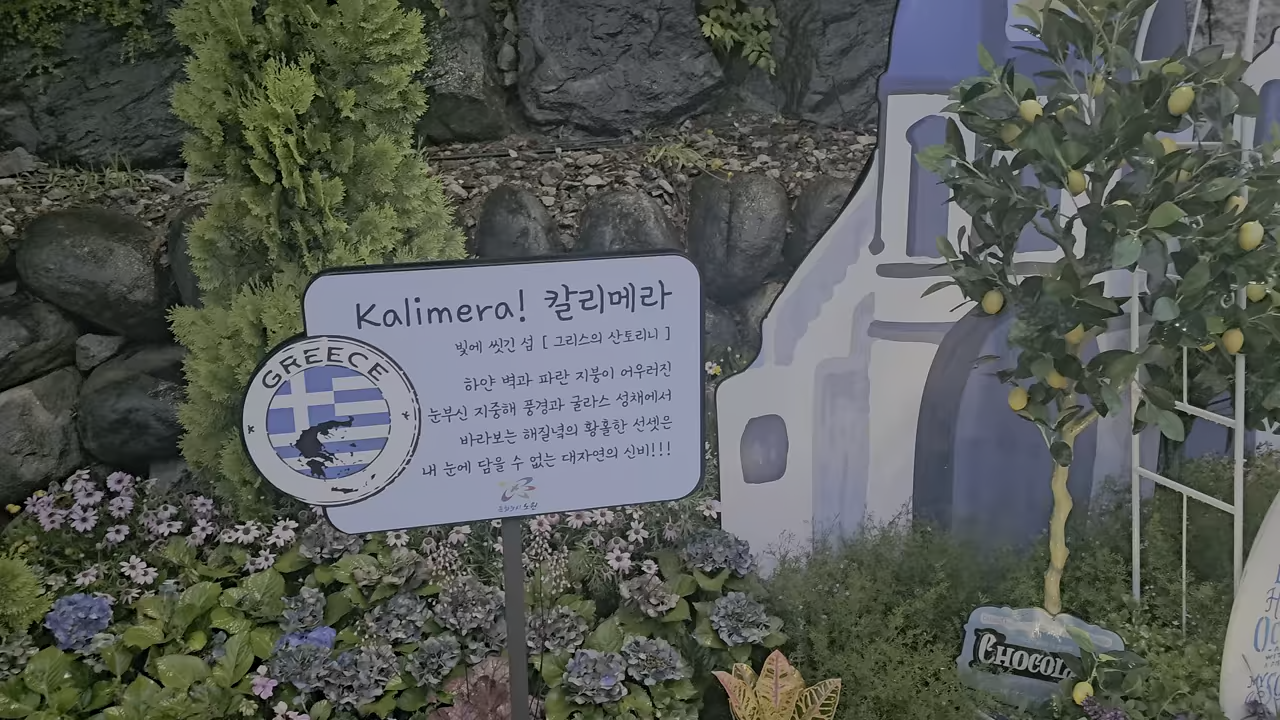 Kalimera! 칼리메라
빛에 씻긴 섬 [ 그리스의 산토리니 ]
GREECE
하얀 벽과 파란 지붕이 어우러진
눈부신 지중해 풍경과 굴라스 성채에서
바라보는 해질녘의 황홀한 선셋은
내 눈에 담을 수 없는 대자연의 신비!!!
CHOCOL